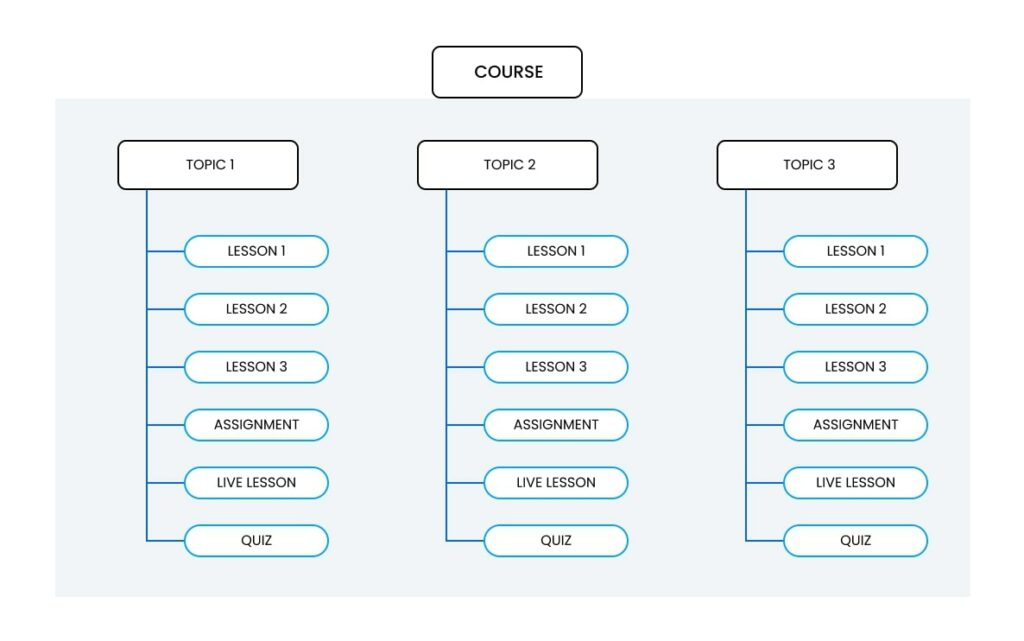 COURSE
TOPIC 1
LESSON 1
LESSON 2
LESSON 3
ASSIGNMENT
LIVE LESSON
QUIZ
TOPIC 2
LESSON 1
LESSON 2
LESSON 3
ASSIGNMENT
LIVE LESSON
QUIZ
TOPIC 3
LESSON 1
LESSON 2
LESSON 3
ASSIGNMENT
LIVE LESSON
QUIZ